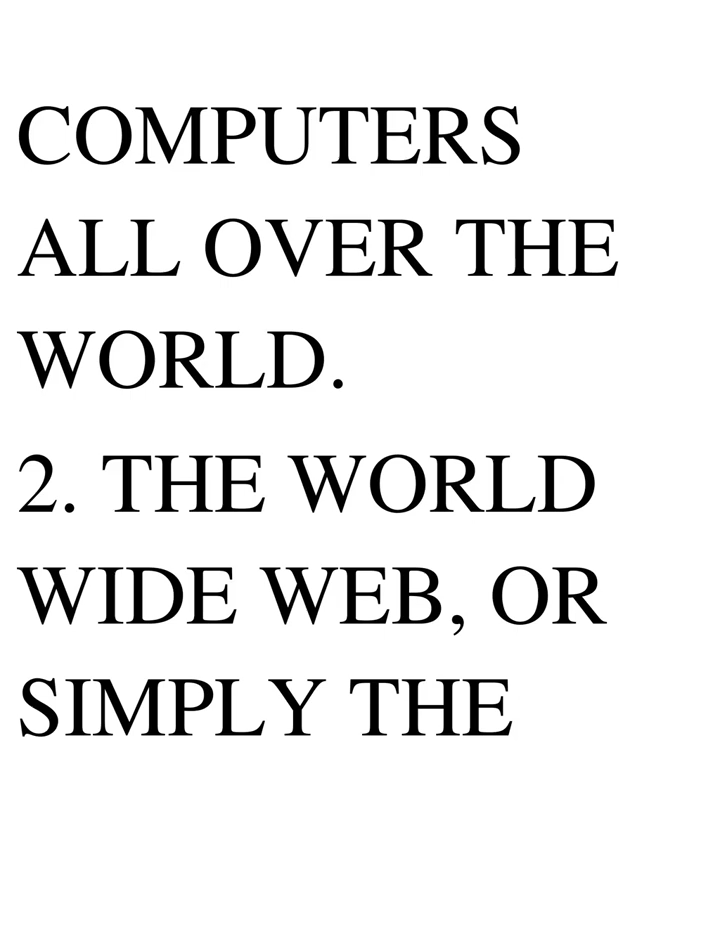 COMPUTERS
ALL OVER THE
WORLD.
2. THE WORLD
WIDE WEB, OR
SIMPLY THE